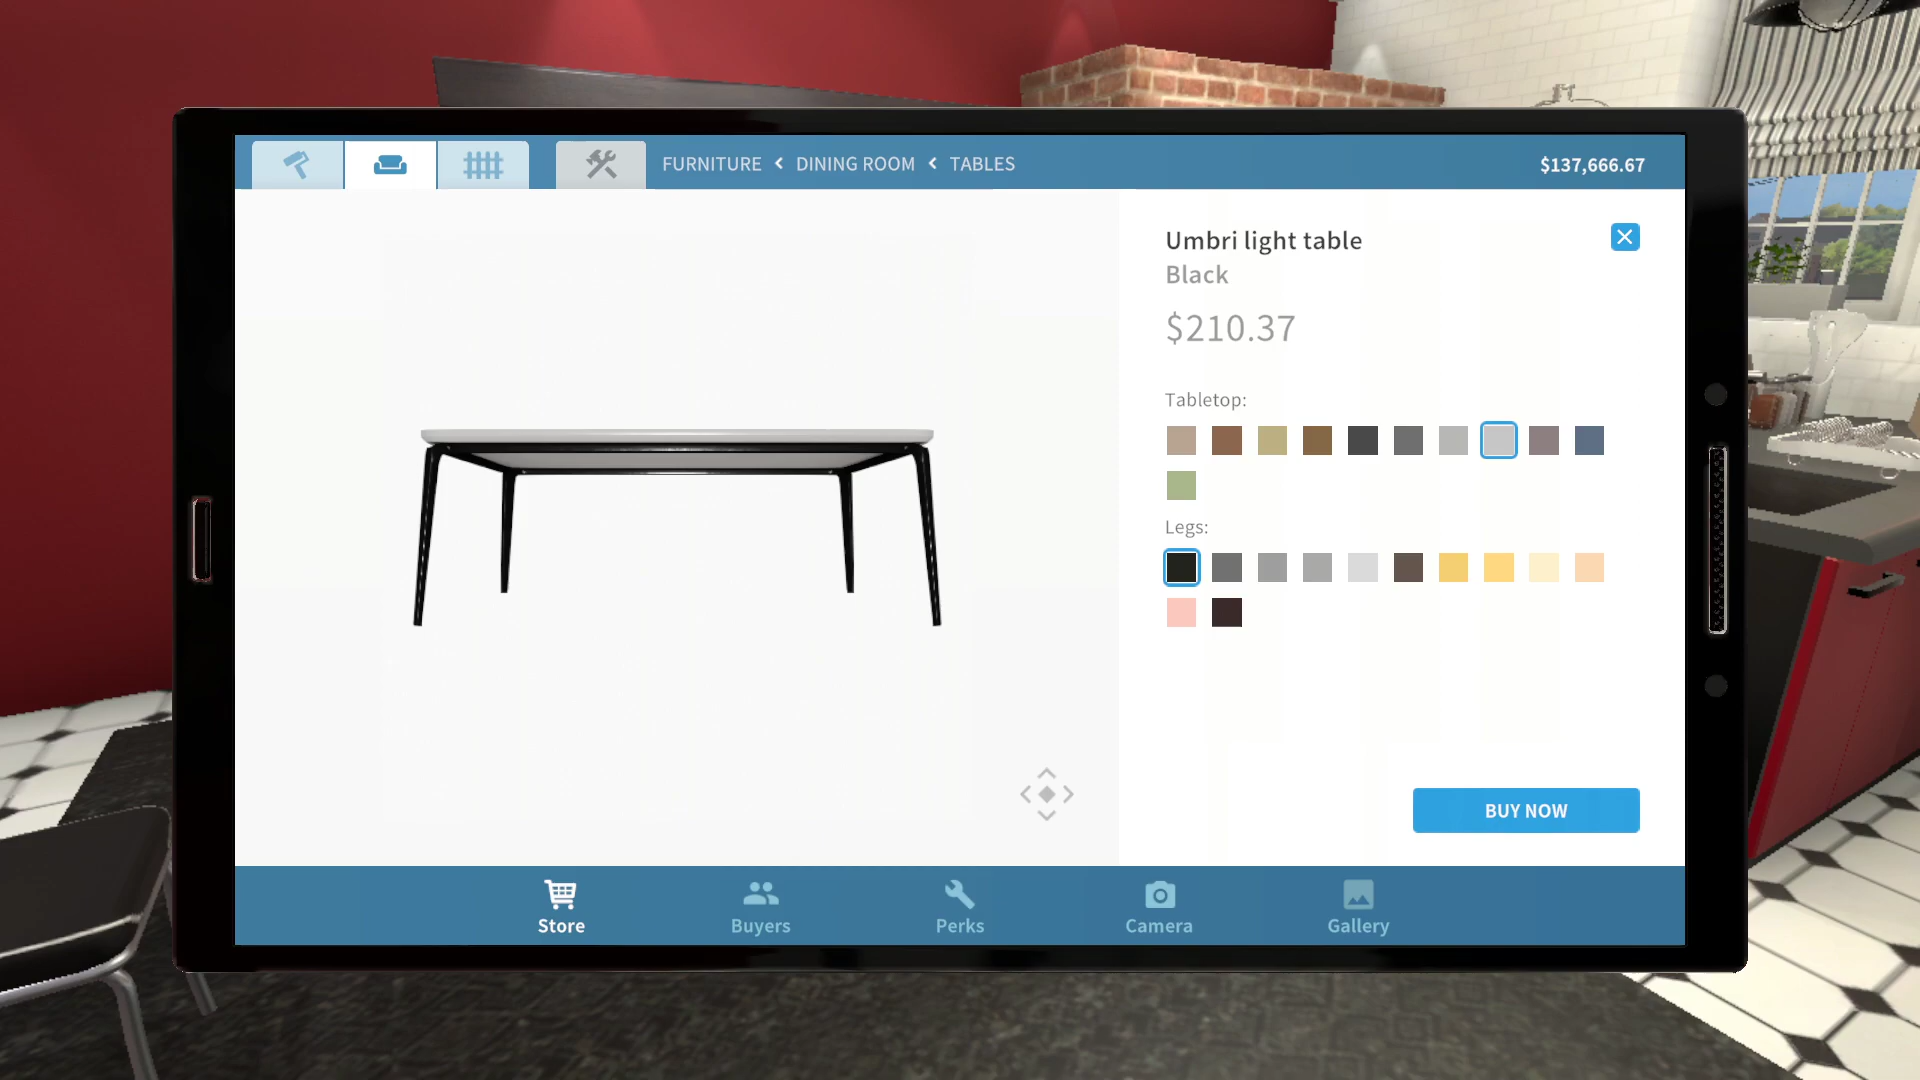 FURNITURE < DINING ROOM < TABLES
$137,666.67
Umbri light table
Black
$210.37
Tabletop:
Legs:
BUY NOW
Store
Buyers
Perks
Camera
Gallery